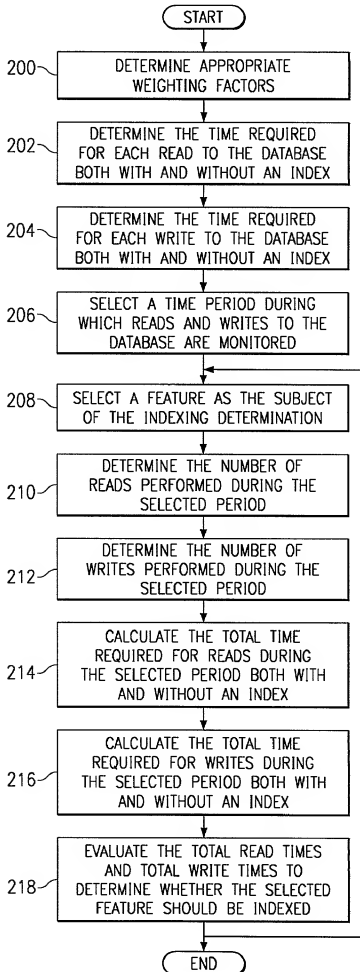 START
200
DETERMINE APPROPRIATE
WEIGHTING FACTORS
202
DETERMINE THE TIME REQUIRED
FOR EACH READ TO THE DATABASE
BOTH WITH AND WITHOUT AN INDEX
204
DETERMINE THE TIME REQUIRED
FOR EACH WRITE TO THE DATABASE
BOTH WITH AND WITHOUT AN INDEX
206
SELECT A TIME PERIOD DURING
WHICH READS AND WRITES TO THE
DATABASE ARE MONITORED
208
SELECT A FEATURE AS THE SUBJECT
OF THE INDEXING DETERMINATION
210
DETERMINE THE NUMBER OF
READS PERFORMED DURING THE
SELECTED PERIOD
212
DETERMINE THE NUMBER OF
WRITES PERFORMED DURING THE
SELECTED PERIOD
214
CALCULATE THE TOTAL TIME
REQUIRED FOR READS DURING
THE SELECTED PERIOD BOTH WITH
AND WITHOUT AN INDEX
216
CALCULATE THE TOTAL TIME
REQUIRED FOR WRITES DURING
THE SELECTED PERIOD BOTH WITH
AND WITHOUT AN INDEX
218
EVALUATE THE TOTAL READ TIMES
AND TOTAL WRITE TIMES TO
DETERMINE WHETHER THE SELECTED
FEATURE SHOULD BE INDEXED
END